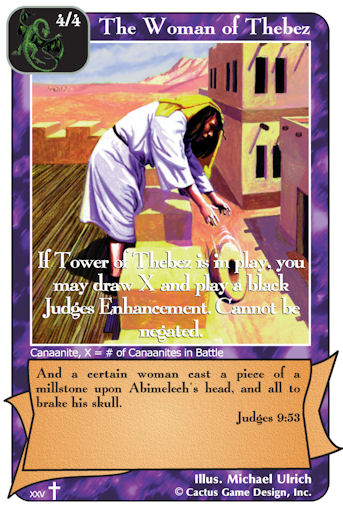 4/4
The Woman of Thebez
If Tower of Thebez is in play, you
may draw X and play a black
Judges Enhancement. Cannot be
negated.
Canaanite, X = # of Canaanites in Battle
And a certain woman cast a piece of a
millstone upon Abimelech's head, and all to
brake his skull.
Judges 9:53
XXV
Illus. Michael Ulrich
© Cactus Game Design, Inc.